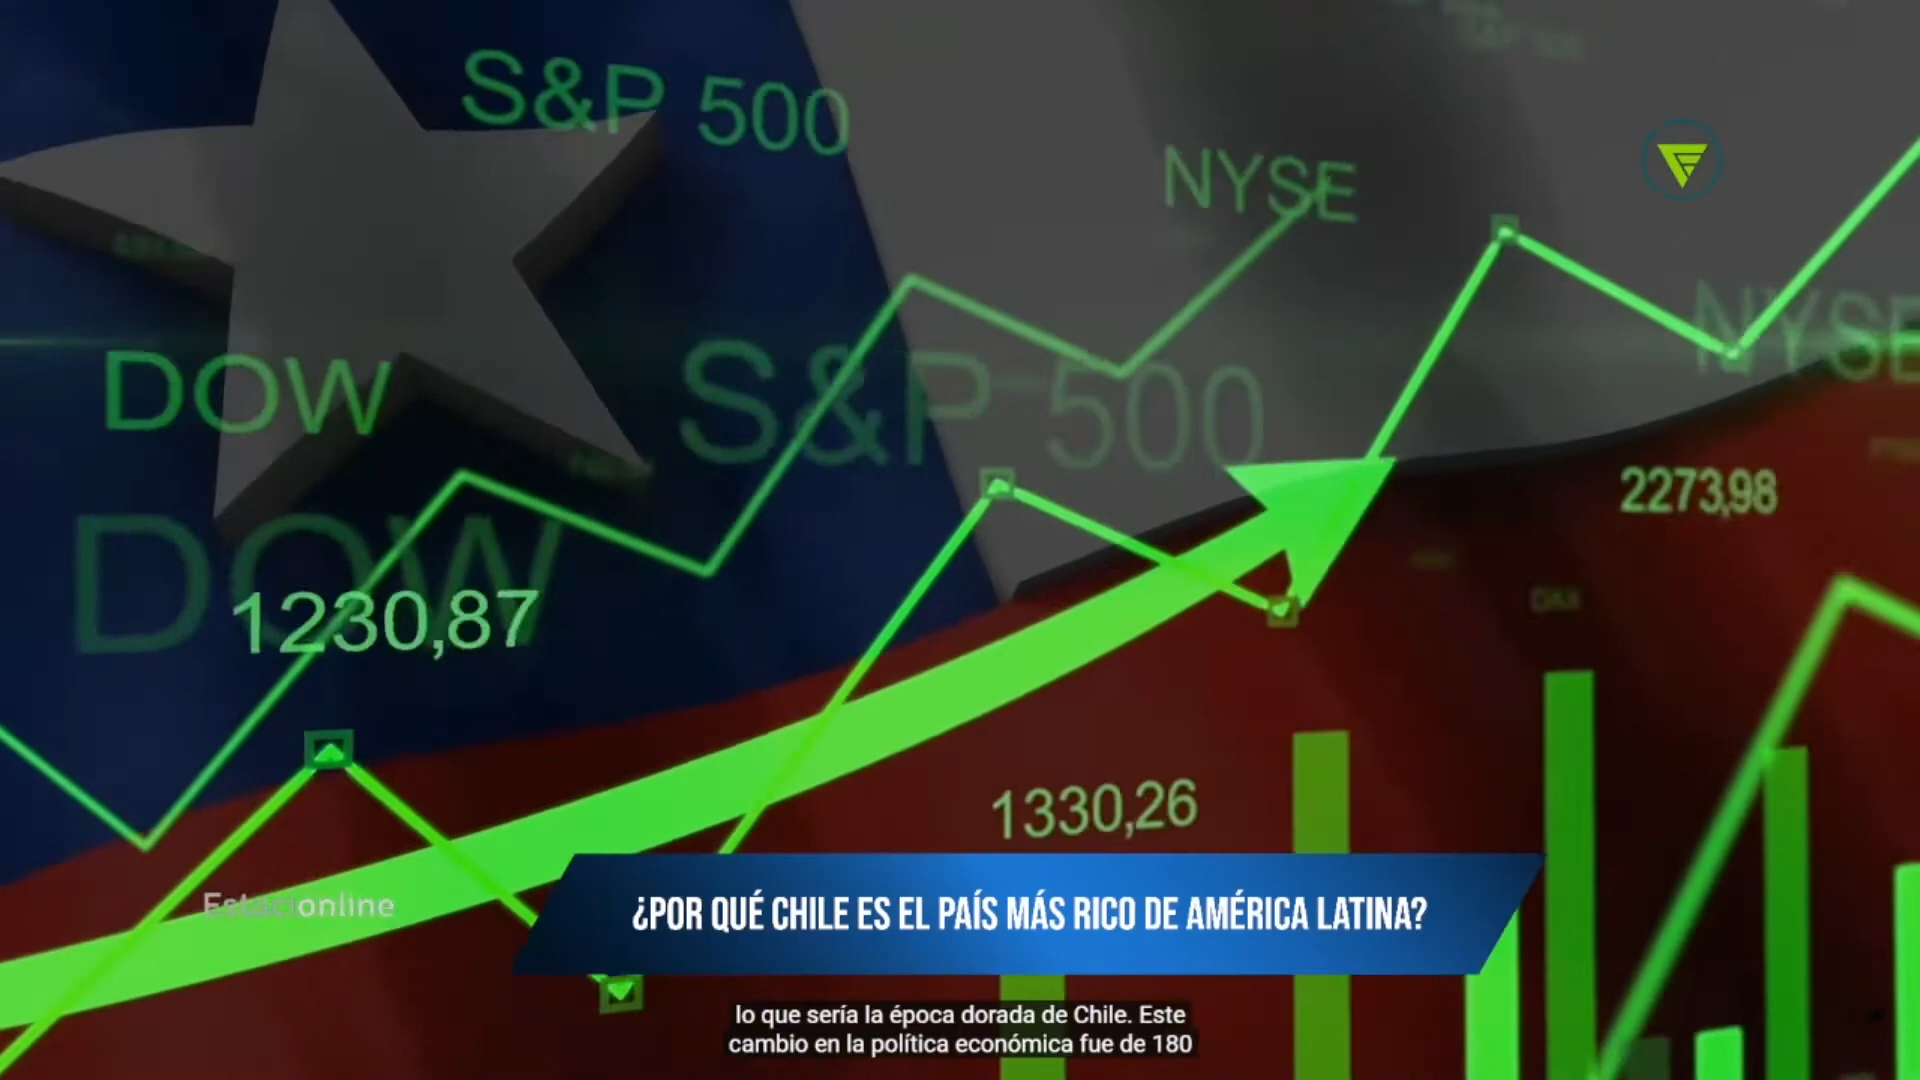 S&P 500
NYSE
NYSE
DOW
S&P 500
2273,98
DOW
1230,87
1330,26
Estacionline
¿POR QUÉ CHILE ES EL PAÍS MÁS RICO DE AMÉRICA LATINA?
lo que sería la época dorada de Chile. Este
cambio en la política económica fue de 180